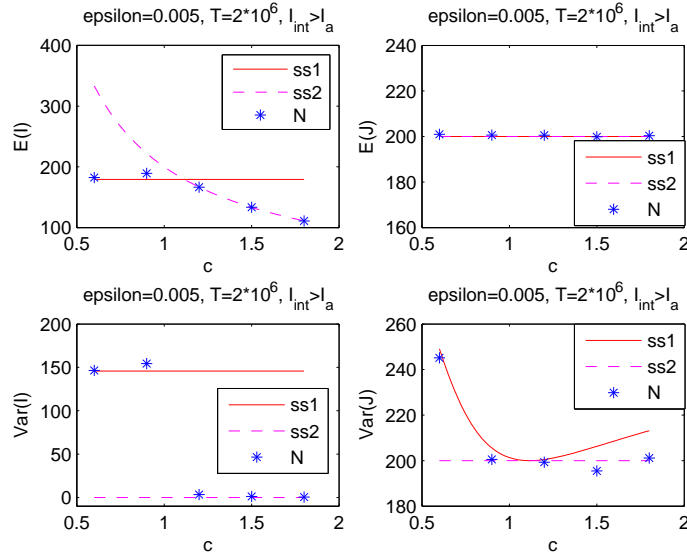 epsilon=0.005, T=2*10^6, I_int>I_a
epsilon=0.005, T=2*10^6, I_int>I_a
400
300
200
100
E(I)
ss1
ss2
N
0.5
1
1.5
2
c
240
220
200
180
160
E(J)
ss1
ss2
N
0.5
1
1.5
2
c
epsilon=0.005, T=2*10^6, I_int>I_a
epsilon=0.005, T=2*10^6, I_int>I_a
200
150
100
50
0
Var(I)
ss1
ss2
N
0.5
1
1.5
2
c
260
240
220
200
180
Var(J)
ss1
ss2
N
0.5
1
1.5
2
c